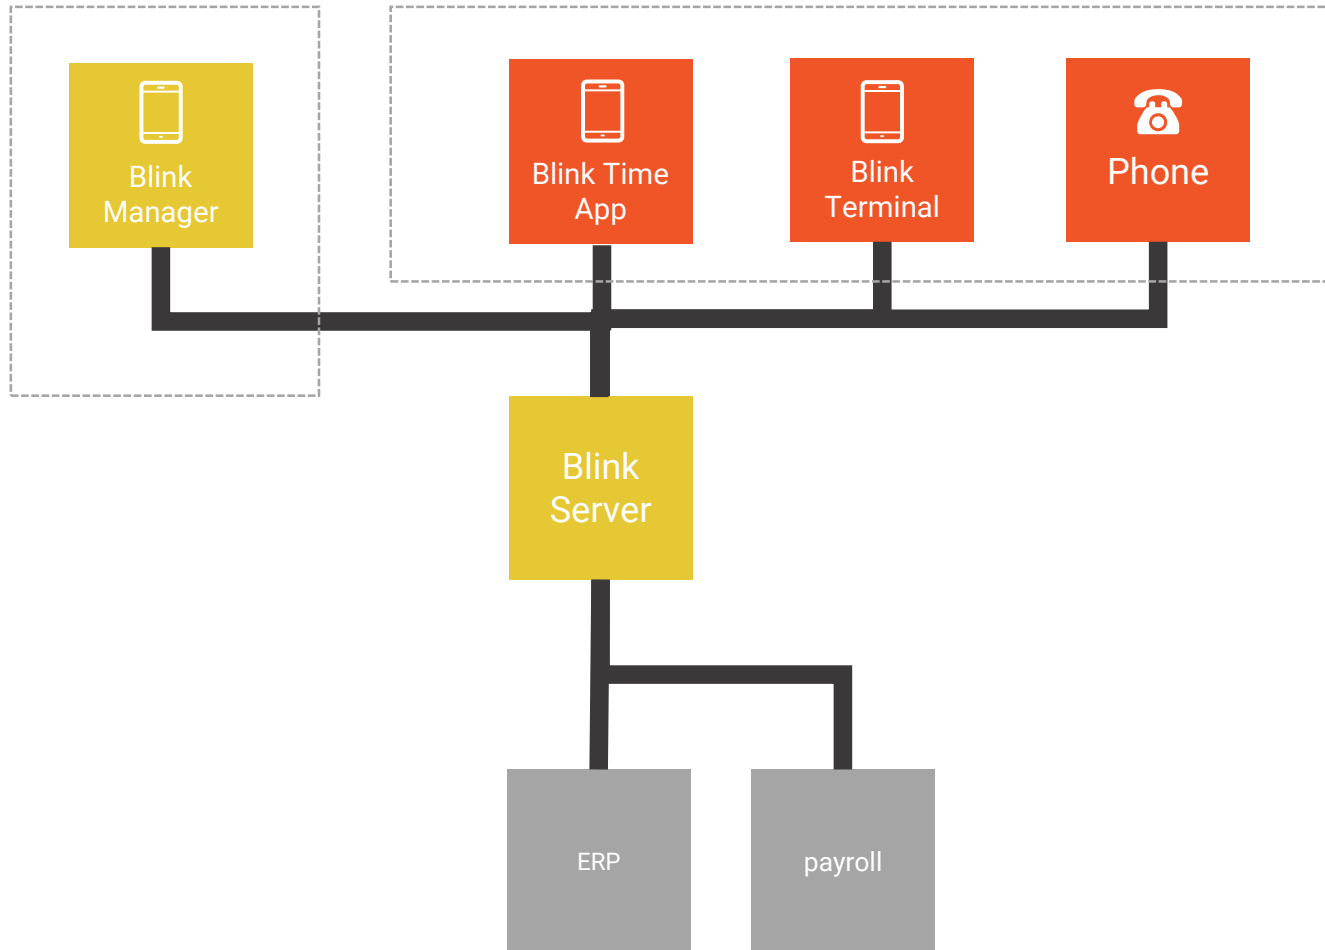 Blink
Manager
Blink Time
App
Blink
Terminal
Phone
Blink
Server
ERP
payroll